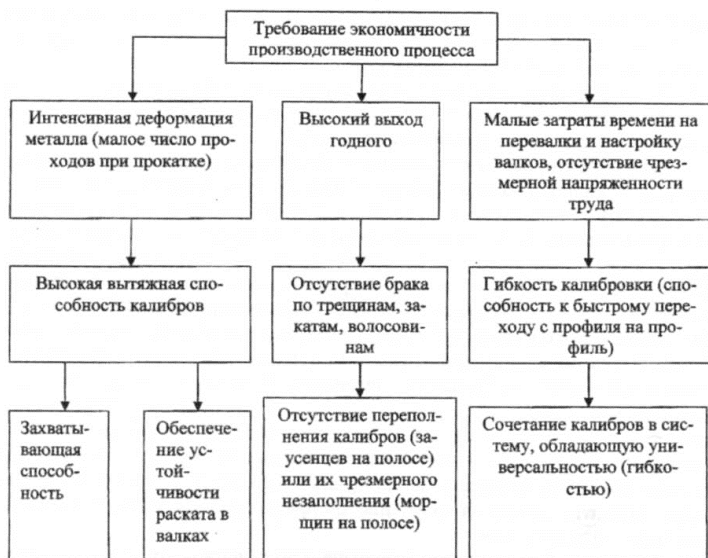 Требование экономичности
производственного процесса
Интенсивная деформация
металла (малое число про-
ходов при прокатке)
Высокий выход
годного
Малые затраты времени на
перевалки и настройку
валков, отсутствие чрез-
мерной напряженности
труда
Высокая вытяжная спо-
собность калибров
Отсутствие брака
по трещинам, за-
катам, волосови-
нам
Гибкость калибровки (спо-
собность к быстрому пере-
ходу с профиля на про-
филь)
Захваты-
вающая
способ-
ность
Обеспече-
ние ус-
той-
чивости
раската в
валках
Отсутствие перепол-
нения калибров (за-
усенцев на полосе)
или их чрезмерного
незаполнения (мор-
щин на полосе)
Сочетание калибров в сис-
тему, обладающую уни-
версальностью (гибко-
стью)